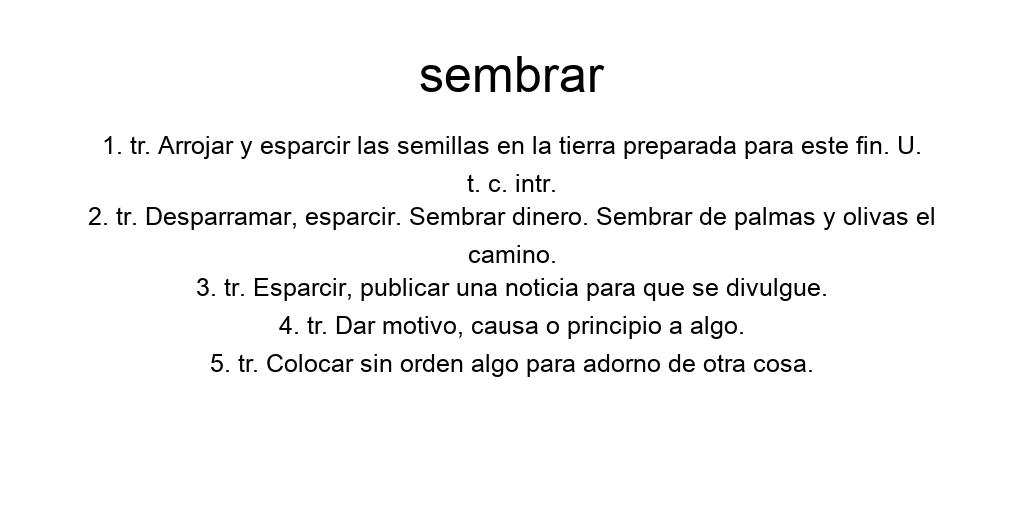 sembrar
1. tr. Arrojar y esparcir las semillas en la tierra preparada para este fin. U.
t. c. intr.
2. tr. Desparramar, esparcir. Sembrar dinero. Sembrar de palmas y olivas el
camino.
3. tr. Esparcir, publicar una noticia para que se divulgue.
4. tr. Dar motivo, causa o principio a algo.
5. tr. Colocar sin orden algo para adorno de otra cosa.